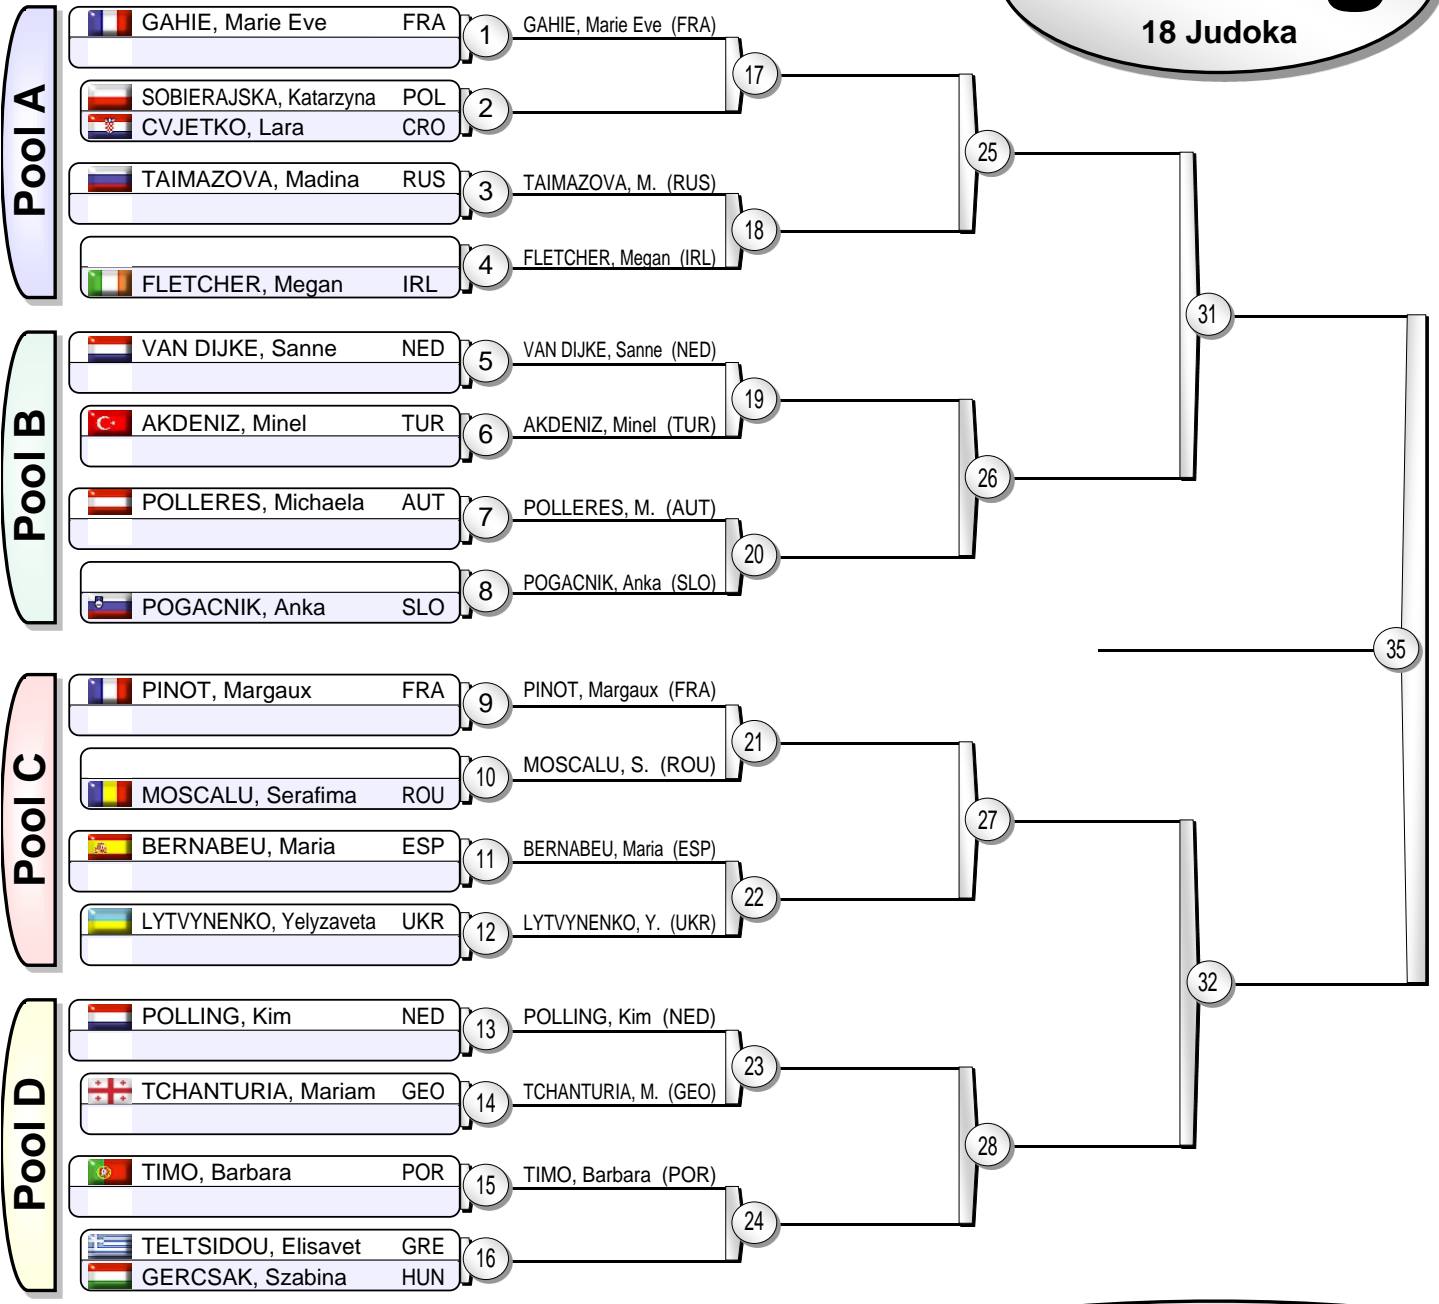 18 Judoka
Pool A
GAHIE, Marie Eve FRA
1
GAHIE, Marie Eve (FRA)
17
SOBIERAJSKA, Katarzyna POL
CVJETKO, Lara CRO
2
25
TAIMAZOVA, Madina RUS
3
TAIMAZOVA, M. (RUS)
18
4
FLETCHER, Megan (IRL)
FLETCHER, Megan IRL
31
Pool B
VAN DIJKE, Sanne NED
5
VAN DIJKE, Sanne (NED)
19
AKDENIZ, Minel TUR
6
AKDENIZ, Minel (TUR)
26
POLLERES, Michaela AUT
7
POLLERES, M. (AUT)
20
8
POGACNIK, Anka (SLO)
POGACNIK, Anka SLO
35
Pool C
PINOT, Margaux FRA
9
PINOT, Margaux (FRA)
21
10
MOSCALU, S. (ROU)
MOSCALU, Serafima ROU
27
BERNABEU, Maria ESP
11
BERNABEU, Maria (ESP)
22
LYTVYNENKO, Yelyzaveta UKR
12
LYTVYNENKO, Y. (UKR)
32
Pool D
POLLING, Kim NED
13
POLLING, Kim (NED)
23
TCHANTURIA, Mariam GEO
14
TCHANTURIA, M. (GEO)
28
TIMO, Barbara POR
15
TIMO, Barbara (POR)
24
TELTSIDOU, Elisavet GRE
GERCSAK, Szabina HUN
16